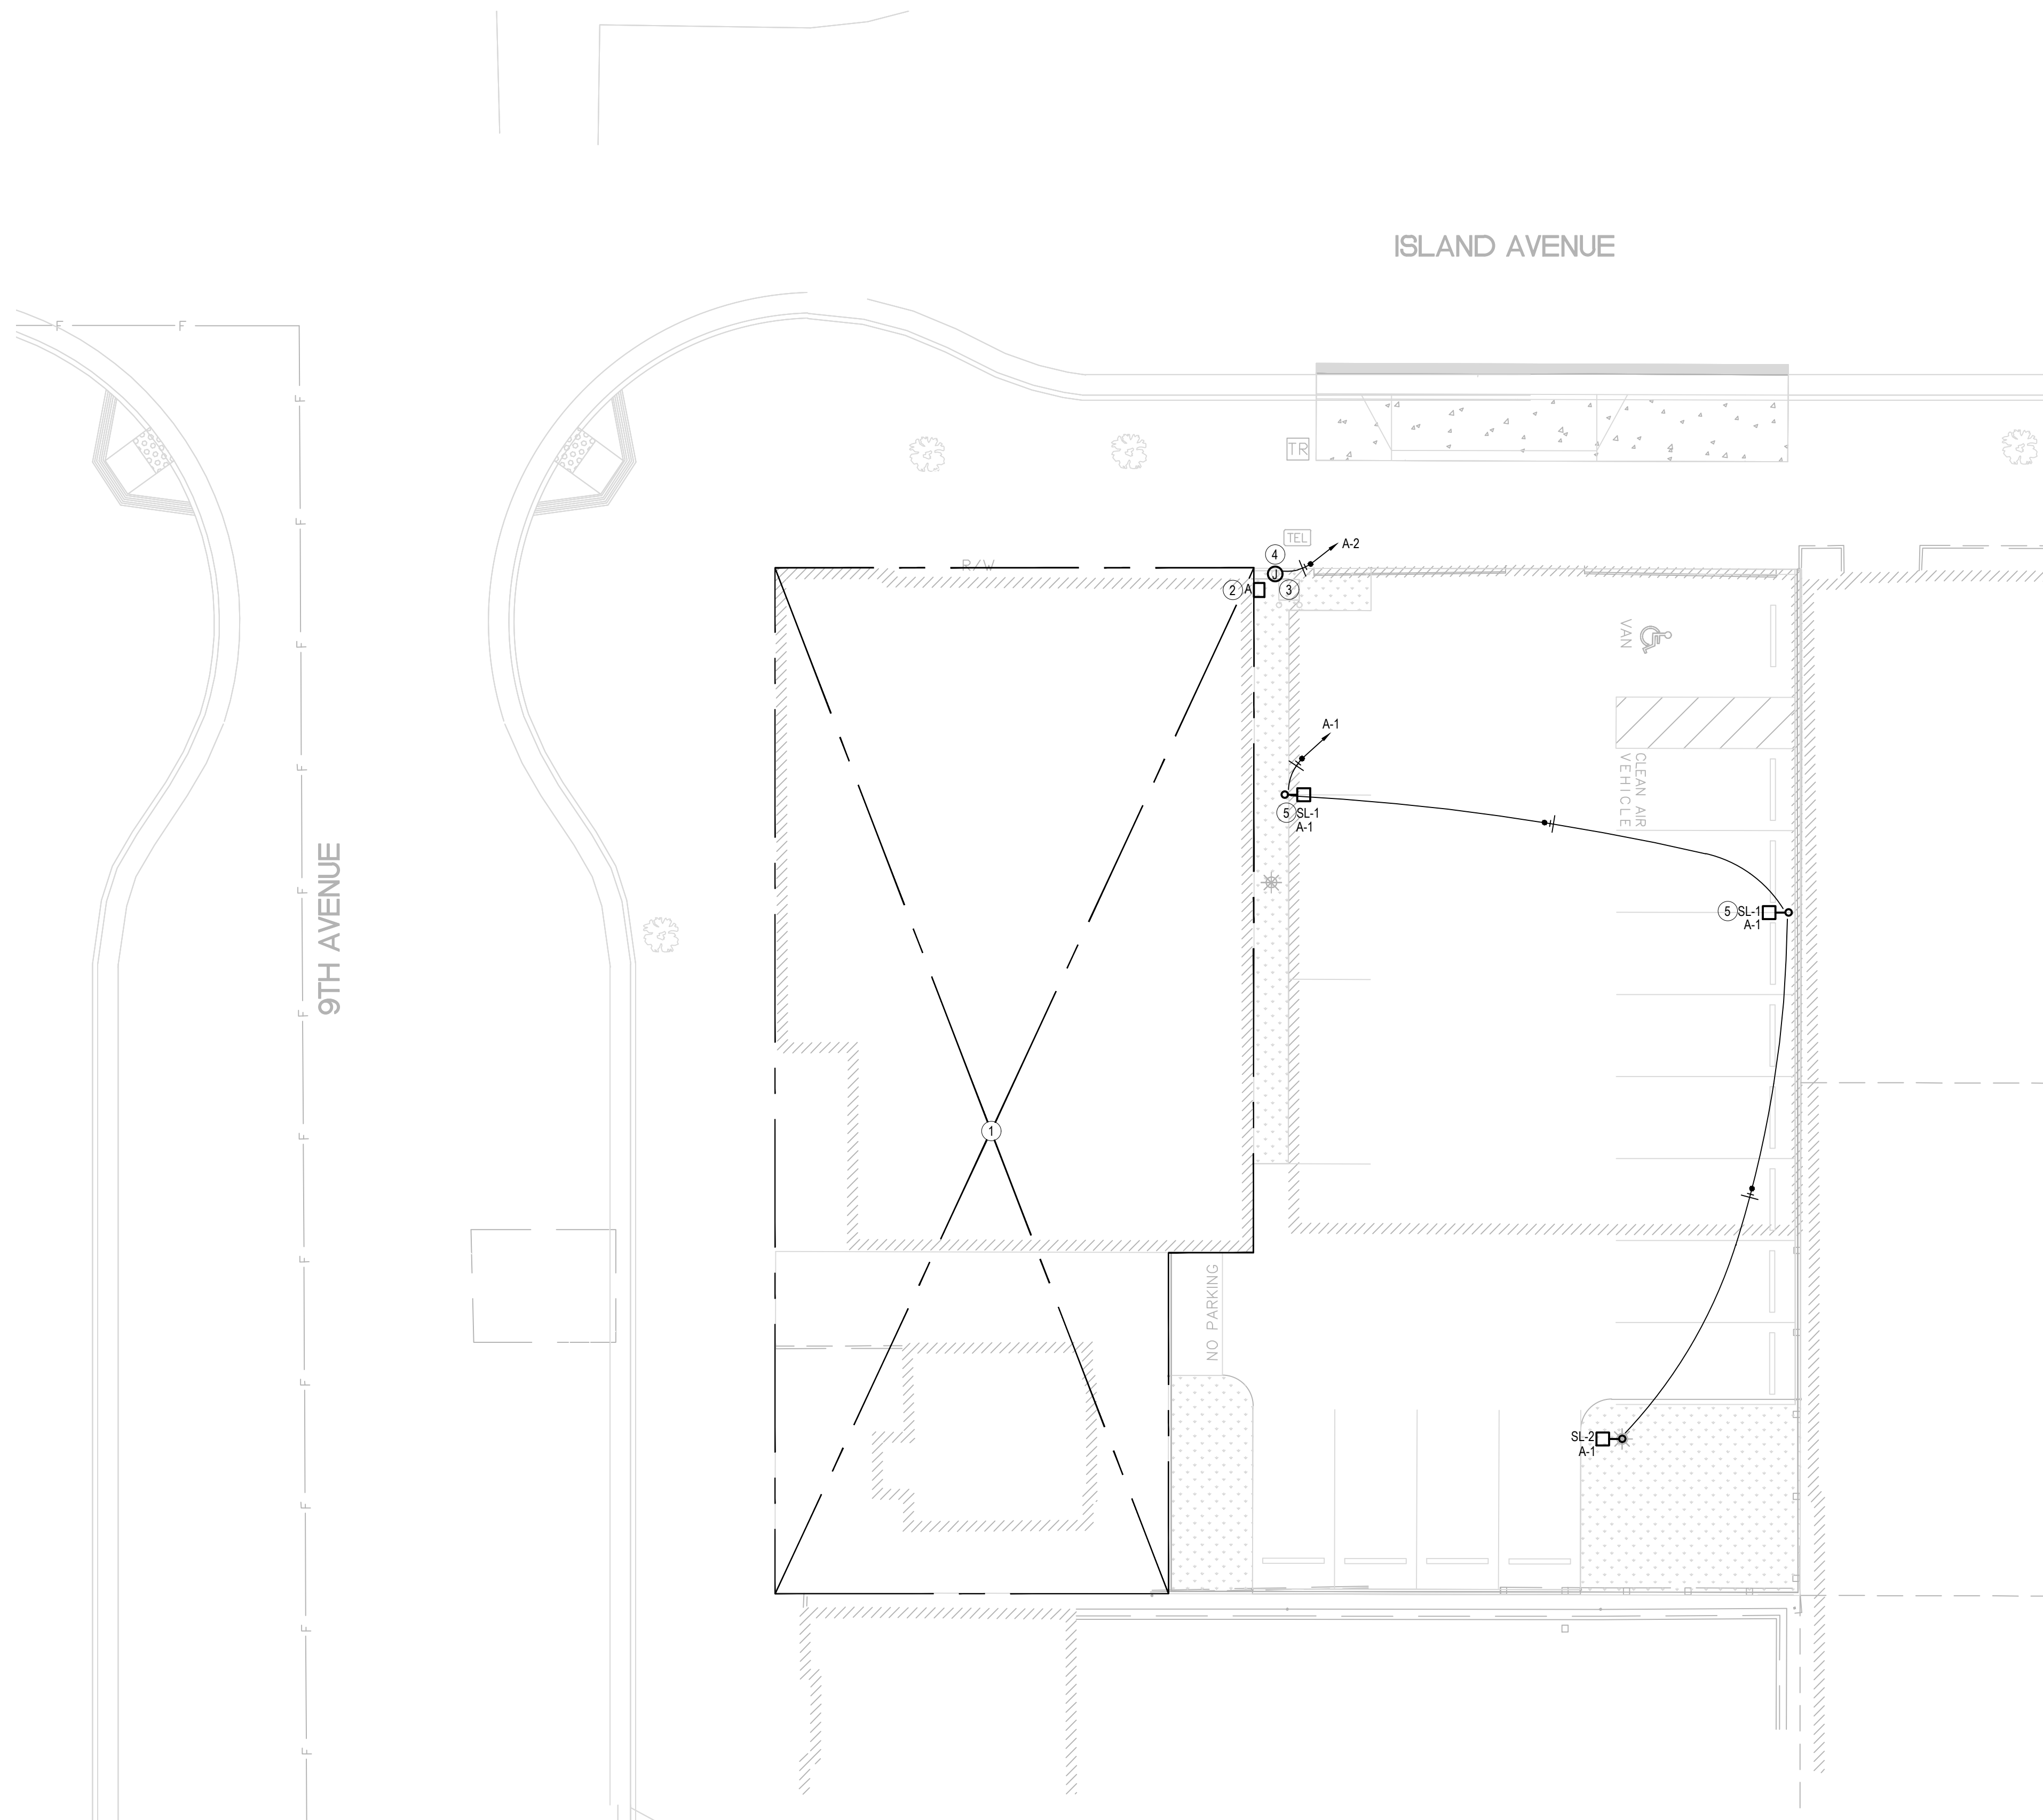 ISLAND AVENUE
F
F
F
F
F
F
F
F
F
F
F
F
F
F
TR
TEL
R/W
4
J
A-2
2
A
3
VAN
A-1
CLEAN AIR
VEHICLE
5
SL-1
A-1
9TH AVENUE
5
SL-1
A-1
1
NO PARKING
SL-2
A-1